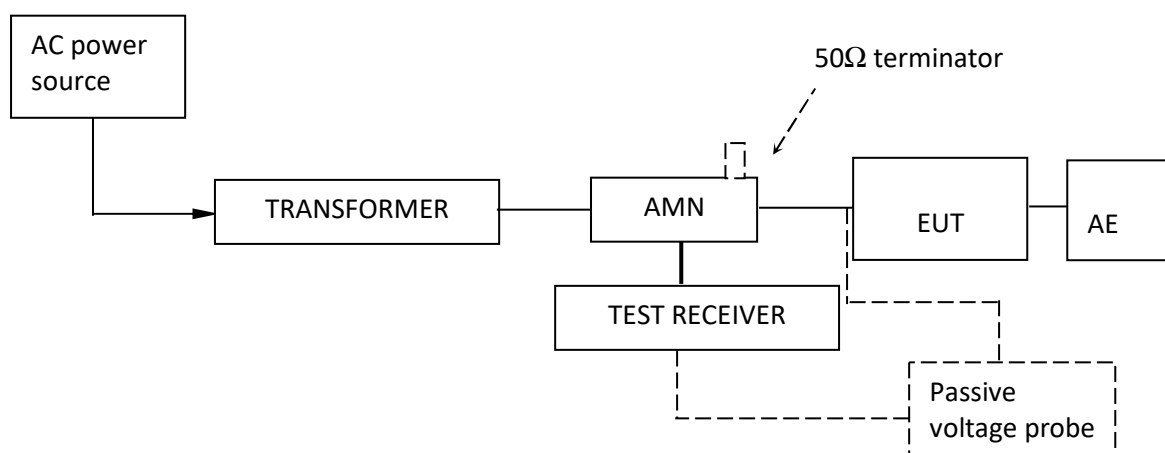 AC power
source
50Ω terminator
TRANSFORMER
AMN
EUT
AE
TEST RECEIVER
Passive
voltage probe